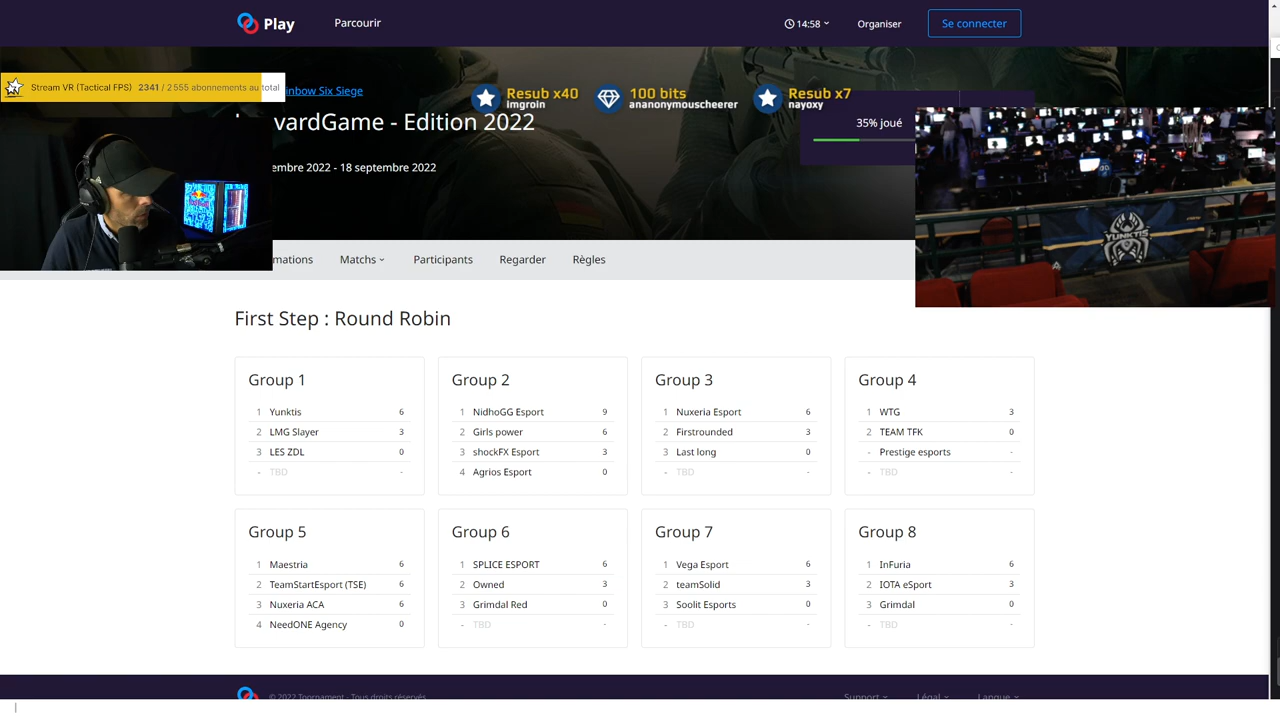 Play
Parcourir
14:58
Organiser
Se connecter
Stream VR (Tactical FPS) 2341 / 2555 abonnements au total
inbow Six Siege
Resub x40
imgroin
100 bits
ananonymouscheerer
Resub x7
nayoxy
vardGame - Edition 2022
35% joué
embre 2022 - 18 septembre 2022
YUNKTIS
mations
Matchs
Participants
Regarder
Règles
First Step : Round Robin
Group 1
1 Yunktis 6
2 LMG Slayer 3
3 LES ZDL 0
- TBD -
Group 2
1 NidhoGG Esport 9
2 Girls power 6
3 shockFX Esport 3
4 Agrios Esport 0
Group 3
1 Nuxeria Esport 6
2 Firstrounded 3
3 Last long 0
- TBD -
Group 4
1 WTG 3
2 TEAM TFK 0
- Prestige esports -
- TBD -
Group 5
1 Maestria 6
2 TeamStartEsport (TSE) 6
3 Nuxeria ACA 6
4 NeedONE Agency 0
Group 6
1 SPLICE ESPORT 6
2 Owned 3
3 Grimdal Red 0
- TBD -
Group 7
1 Vega Esport 6
2 teamSolid 3
3 Soolit Esports 0
- TBD -
Group 8
1 InFuria 6
2 IOTA eSport 3
3 Grimdal 0
- TBD -
© 2022 Toornament - Tous droits réservés
Support
Légal
Langue